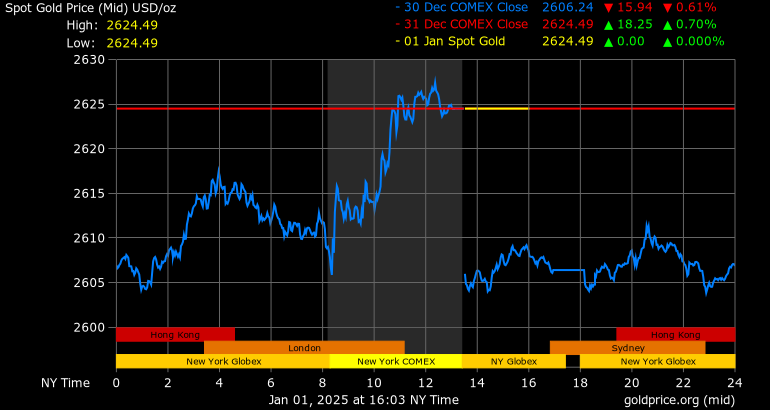 Spot Gold Price (Mid) USD/oz
High: 2624.49
Low: 2624.49
- 30 Dec COMEX Close 2606.24 ▼ 15.94 ▼ 0.61%
- 31 Dec COMEX Close 2624.49 ▲ 18.25 ▲ 0.70%
- 01 Jan Spot Gold 2624.49 ▲ 0.00 ▲ 0.000%
2630
2625
2620
2615
2610
2605
2600
Hong Kong Hong Kong
London Sydney
New York Globex New York COMEX NY Globex New York Globex
NY Time 0 2 4 6 8 10 12 14 16 18 20 22 24
Jan 01, 2025 at 16:03 NY Time goldprice.org (mid)